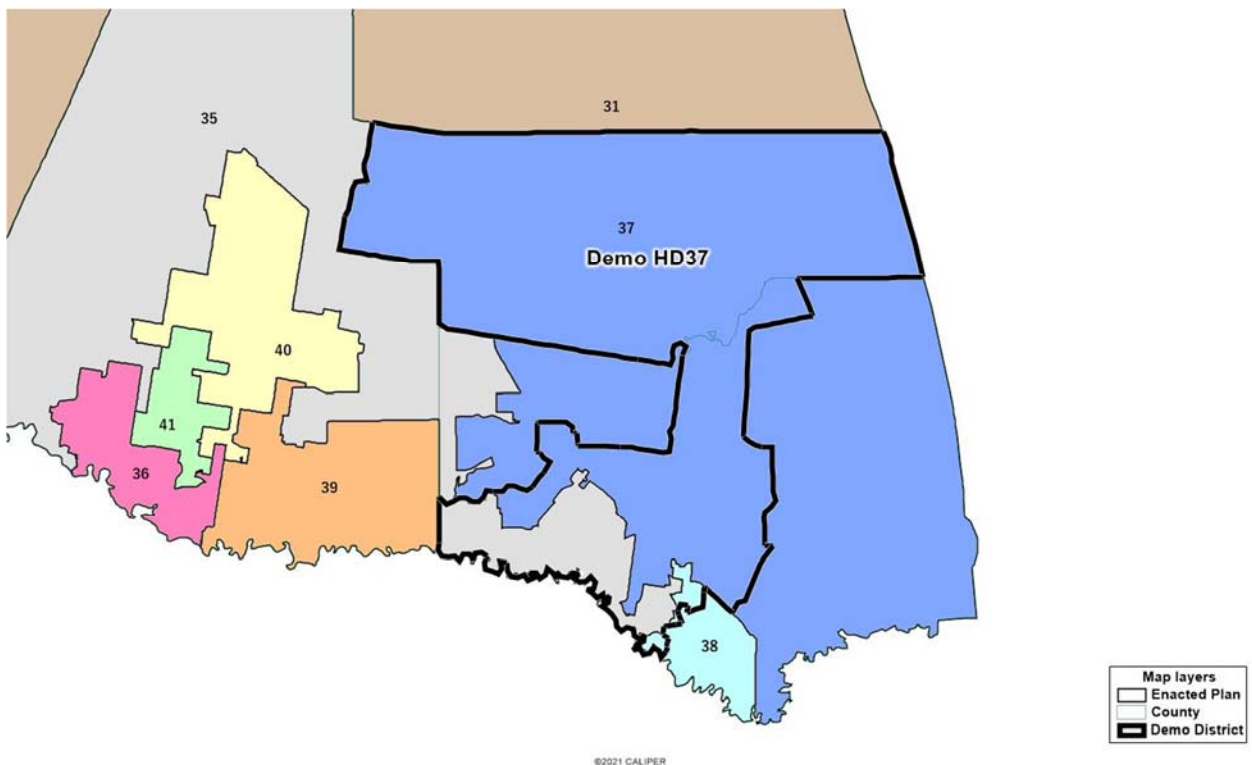 31
35
37
Demo HD37
40
41
36
39
38
Map layers
Enacted Plan
County
Demo District
©2021 CALIPER